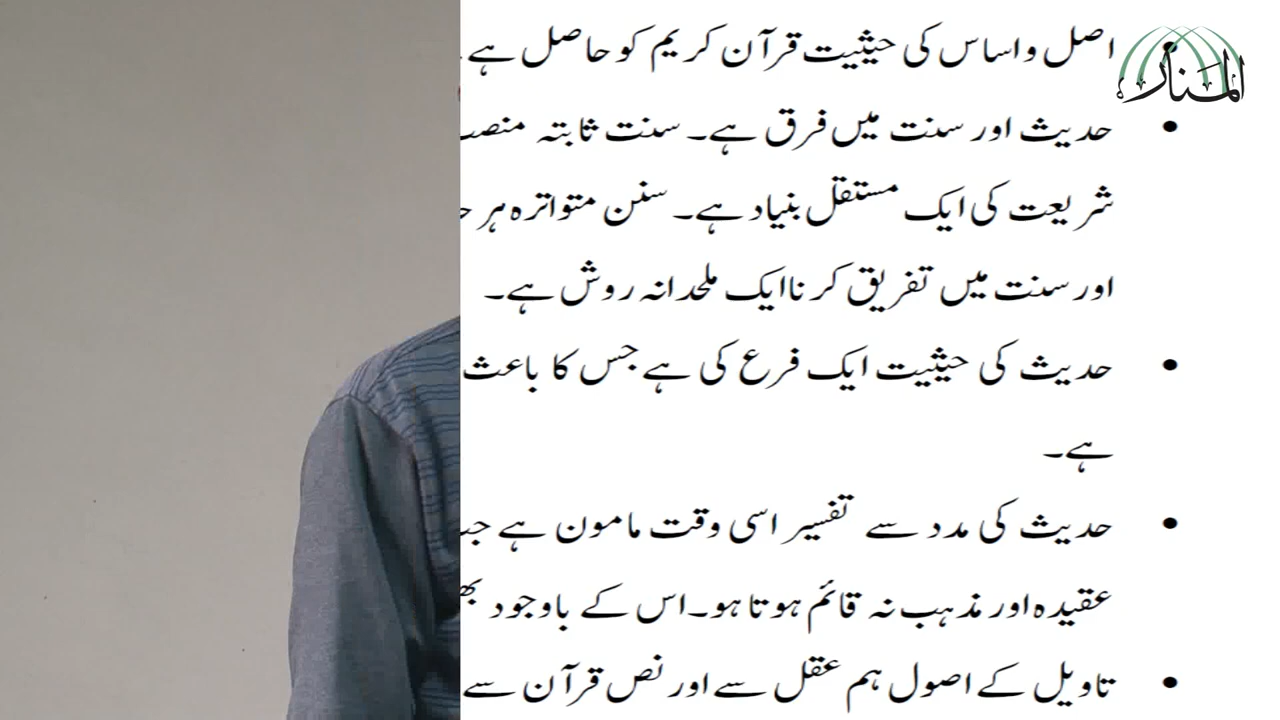 اصل و اساس کی حیثیت قرآن کریم کو حاصل ہے
المنار
• حدیث اور سنت میں فرق ہے۔ سنت ثابتہ
شریعت کی ایک مستقل بنیاد ہے۔ سنن متواترہ ہر
اور سنت میں تفریق کرنا ایک ملحدانہ روش ہے۔
• حدیث کی حیثیت ایک فرع کی ہے جس کا باعث
ہے۔
• حدیث کی مدد سے تفسیر اسی وقت مامون ہے
عقیدہ اور مذہب نہ قائم ہوتا ہو۔ اس کے باوجود
• تاویل کے اصول ہم عقل سے اور نص قرآن سے